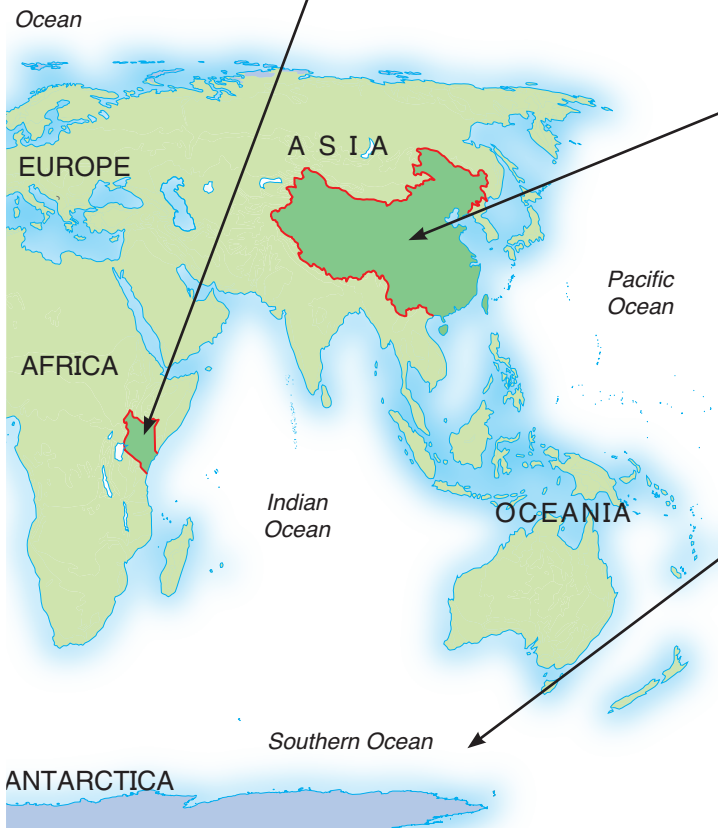 Ocean
A S I A
EUROPE
Pacific
Ocean
AFRICA
Indian
Ocean
OCEANIA
Southern Ocean
ANTARCTICA